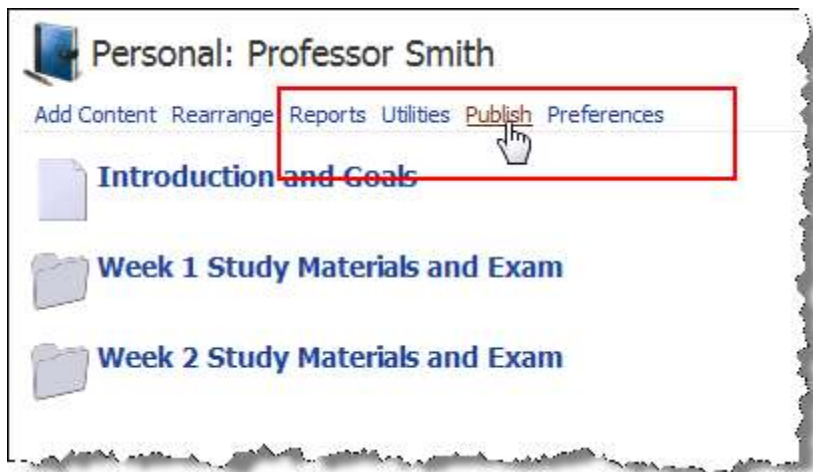 Personal: Professor Smith
Add Content Rearrange Reports Utilities Publish Preferences
Introduction and Goals
Week 1 Study Materials and Exam
Week 2 Study Materials and Exam